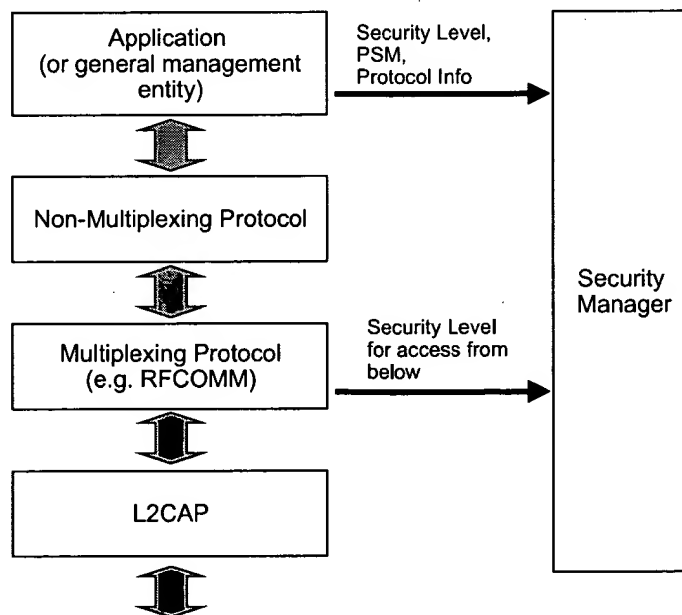 Application
(or general management
entity)
Security Level,
PSM,
Protocol Info
Non-Multiplexing Protocol
Security
Manager
Multiplexing Protocol
(e.g. RFCOMM)
Security Level
for access from
below
L2CAP